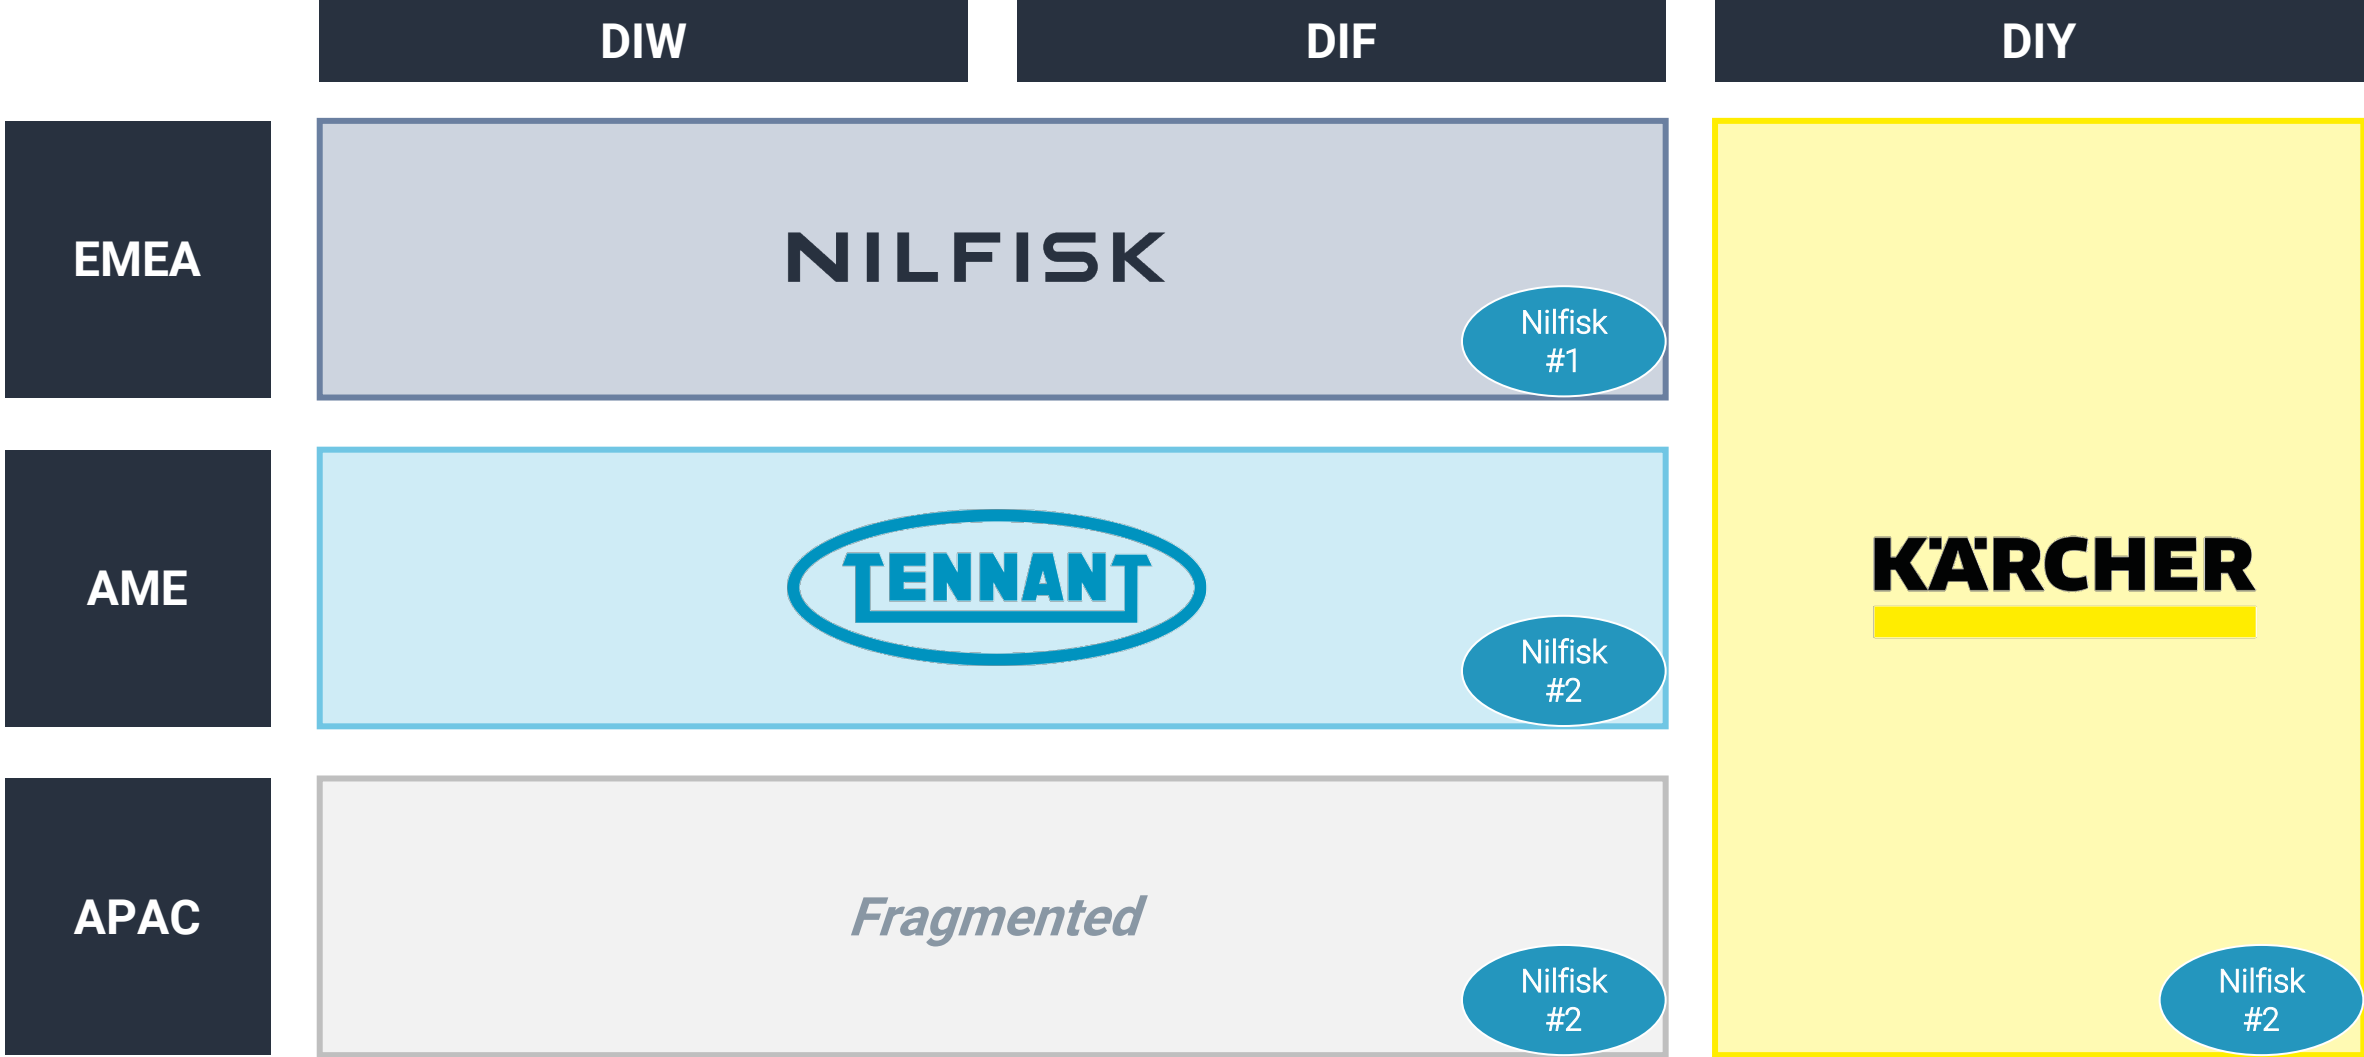 DIW
DIF
DIY
EMEA
NILFISK
Nilfisk
#1
AME
TENNANT
Nilfisk
#2
KÄRCHER
APAC
Fragmented
Nilfisk
#2
Nilfisk
#2